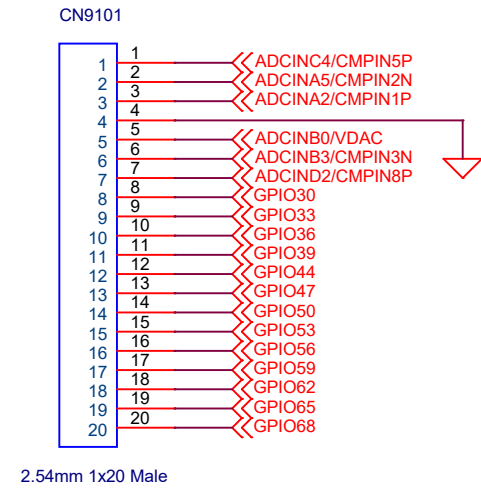 CN9101
1 1 ADCINC4/CMPIN5P
2 2 ADCINA5/CMPIN2N
3 3 ADCINA2/CMPIN1P
4 4
5 5 ADCINB0/VDAC
6 6 ADCINB3/CMPIN3N
7 7 ADCIND2/CMPIN8P
8 8 GPIO30
9 9 GPIO33
10 10 GPIO36
11 11 GPIO39
12 12 GPIO44
13 13 GPIO47
14 14 GPIO50
15 15 GPIO53
16 16 GPIO56
17 17 GPIO59
18 18 GPIO62
19 19 GPIO65
20 20 GPIO68
2.54mm 1x20 Male